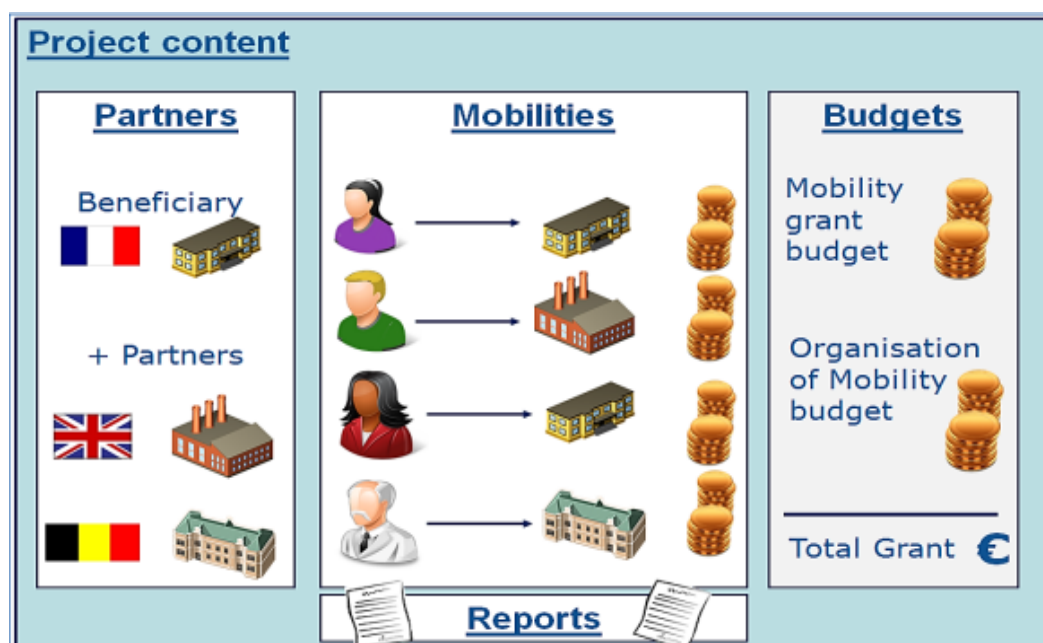 Project content
Partners
Beneficiary
+ Partners
Mobilities
Budgets
Mobility
grant
budget
Organisation
of Mobility
budget
Total Grant €
Reports